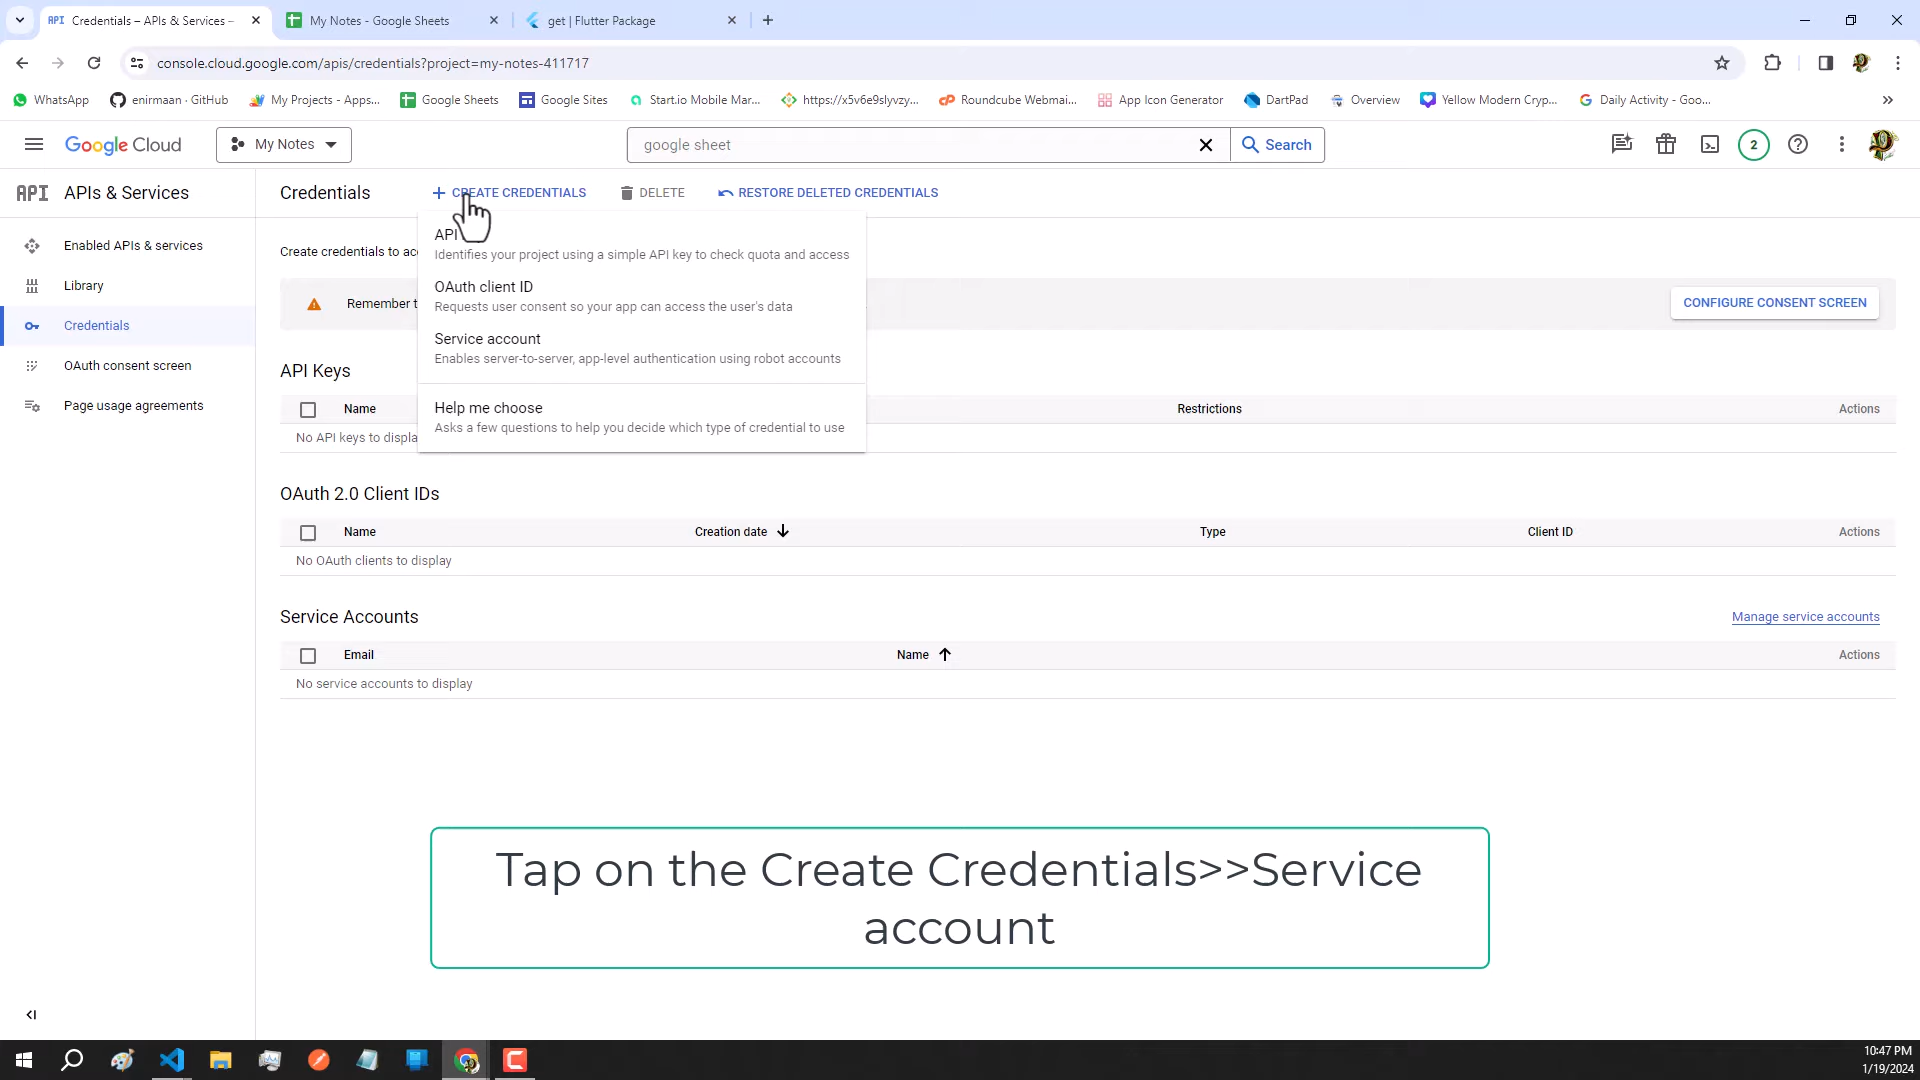 API Credentials – APIs & Services –
My Notes - Google Sheets
get | Flutter Package
console.cloud.google.com/apis/credentials?project=my-notes-411717
WhatsApp
enirmaan · GitHub
My Projects - Apps...
Google Sheets
Google Sites
Start.io Mobile Mar...
https://x5v6e9slyvzy...
Roundcube Webmai...
App Icon Generator
DartPad
Overview
Yellow Modern Cryp...
Daily Activity - Goo...
Google Cloud
My Notes
google sheet
Search
2
API APIs & Services
Credentials
CREATE CREDENTIALS
DELETE
RESTORE DELETED CREDENTIALS
Enabled APIs & services
Library
Credentials
OAuth consent screen
Page usage agreements
Create credentials to
API
Identifies your project using a simple API key to check quota and access
OAuth client ID
Requests user consent so your app can access the user's data
Service account
Enables server-to-server, app-level authentication using robot accounts
Help me choose
Asks a few questions to help you decide which type of credential to use
Remember
CONFIGURE CONSENT SCREEN
API Keys
Name
Restrictions
Actions
No API keys to
OAuth 2.0 Client IDs
Name
Creation date
Type
Client ID
Actions
No OAuth clients to display
Service Accounts
Manage service accounts
Email
Name
Actions
No service accounts to display
Tap on the Create Credentials>>Service
account
10:47 PM
1/19/2024